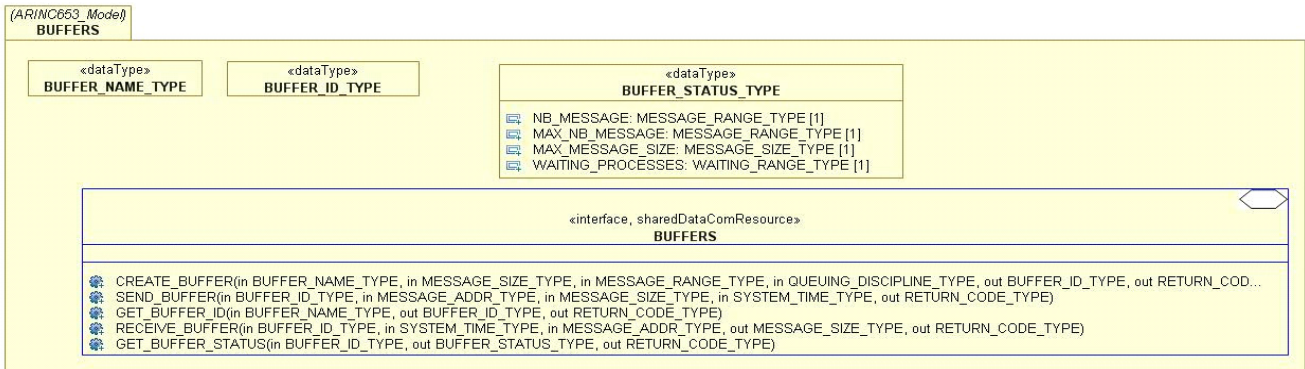 (ARINC653_Model)
BUFFERS
«dataType»
BUFFER_NAME_TYPE
«dataType»
BUFFER_ID_TYPE
«dataType»
BUFFER_STATUS_TYPE
NB_MESSAGE: MESSAGE_RANGE_TYPE [1]
MAX_NB_MESSAGE: MESSAGE_RANGE_TYPE [1]
MAX_MESSAGE_SIZE: MESSAGE_SIZE_TYPE [1]
WAITING_PROCESSES: WAITING_RANGE_TYPE [1]
«interface, sharedDataComResource»
BUFFERS
CREATE_BUFFER(in BUFFER_NAME_TYPE, in MESSAGE_SIZE_TYPE, in MESSAGE_RANGE_TYPE, in QUEUING_DISCIPLINE_TYPE, out BUFFER_ID_TYPE, out RETURN_COD...
SEND_BUFFER(in BUFFER_ID_TYPE, in MESSAGE_ADDR_TYPE, in MESSAGE_SIZE_TYPE, in SYSTEM_TIME_TYPE, out RETURN_CODE_TYPE)
GET_BUFFER_ID(in BUFFER_NAME_TYPE, out BUFFER_ID_TYPE, out RETURN_CODE_TYPE)
RECEIVE_BUFFER(in BUFFER_ID_TYPE, in SYSTEM_TIME_TYPE, in MESSAGE_ADDR_TYPE, out MESSAGE_SIZE_TYPE, out RETURN_CODE_TYPE)
GET_BUFFER_STATUS(in BUFFER_ID_TYPE, out BUFFER_STATUS_TYPE, out RETURN_CODE_TYPE)